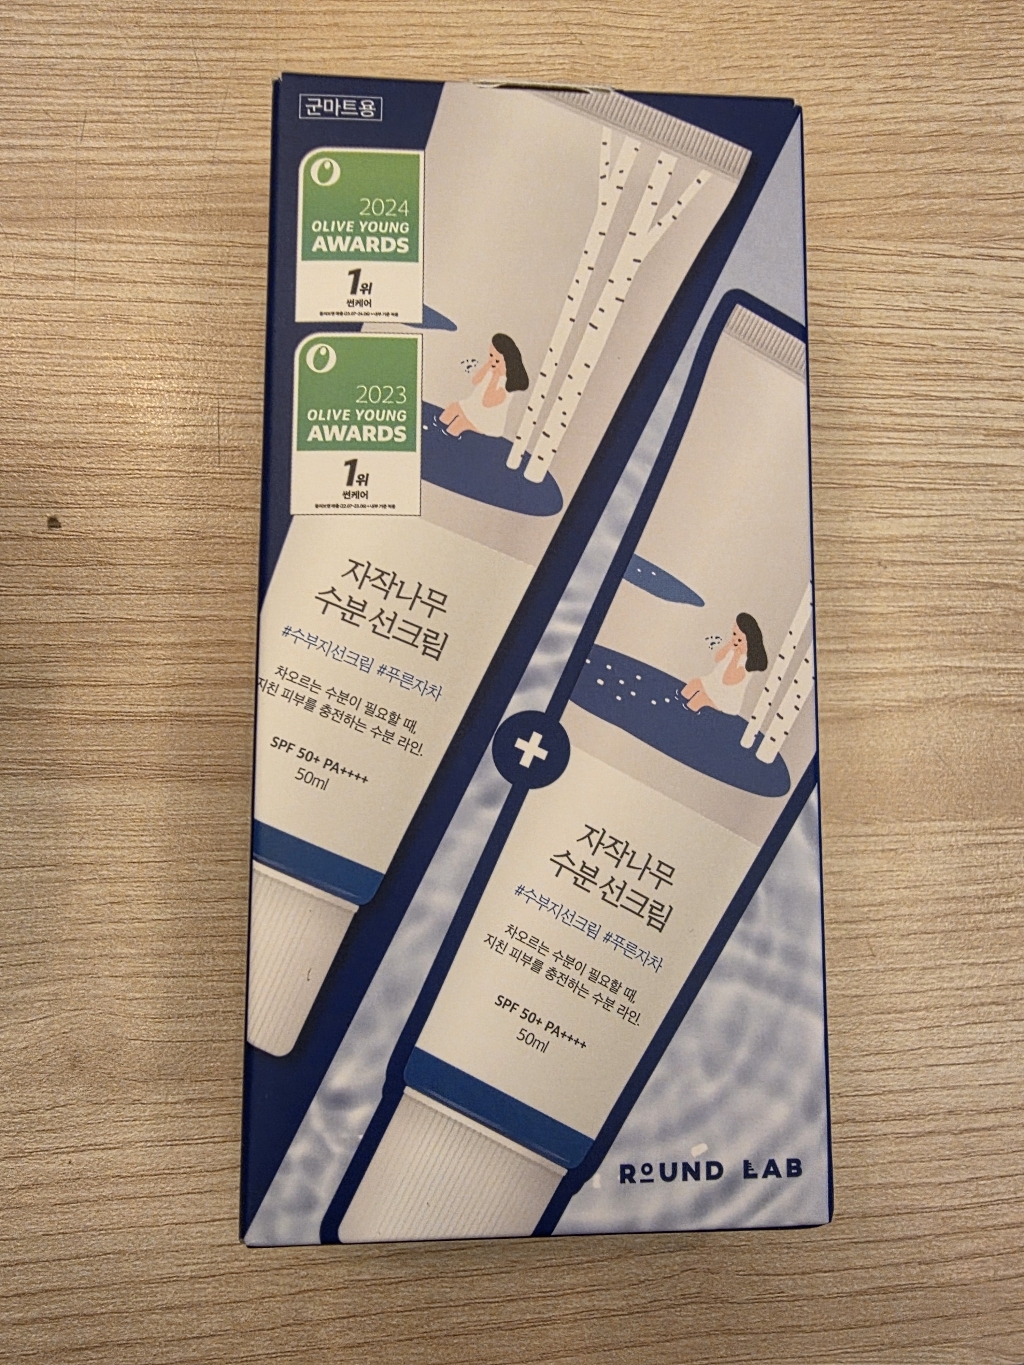 군마트용
2024
OLIVE YOUNG
AWARDS
1위
썬케어
2023
OLIVE YOUNG
AWARDS
1위
썬케어
자작나무
수분 선크림
#수부지선크림 #푸른자차
차오르는 수분이 필요할 때,
지친 피부를 충전하는 수분 라인.
SPF 50+ PA++++
50ml
자작나무
수분 선크림
#수부지선크림 #푸른자차
차오르는 수분이 필요할 때,
지친 피부를 충전하는 수분 라인.
SPF 50+ PA++++
50ml
ROUND LAB